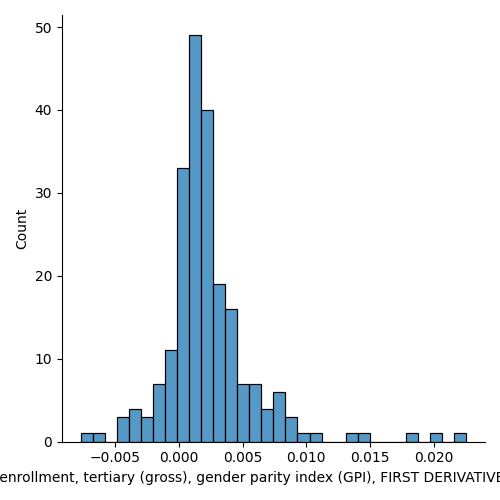 50
40
30
20
10
0
Count
−0.005 0.000 0.005 0.010 0.015 0.020
enrollment, tertiary (gross), gender parity index (GPI), FIRST DERIVATIVE